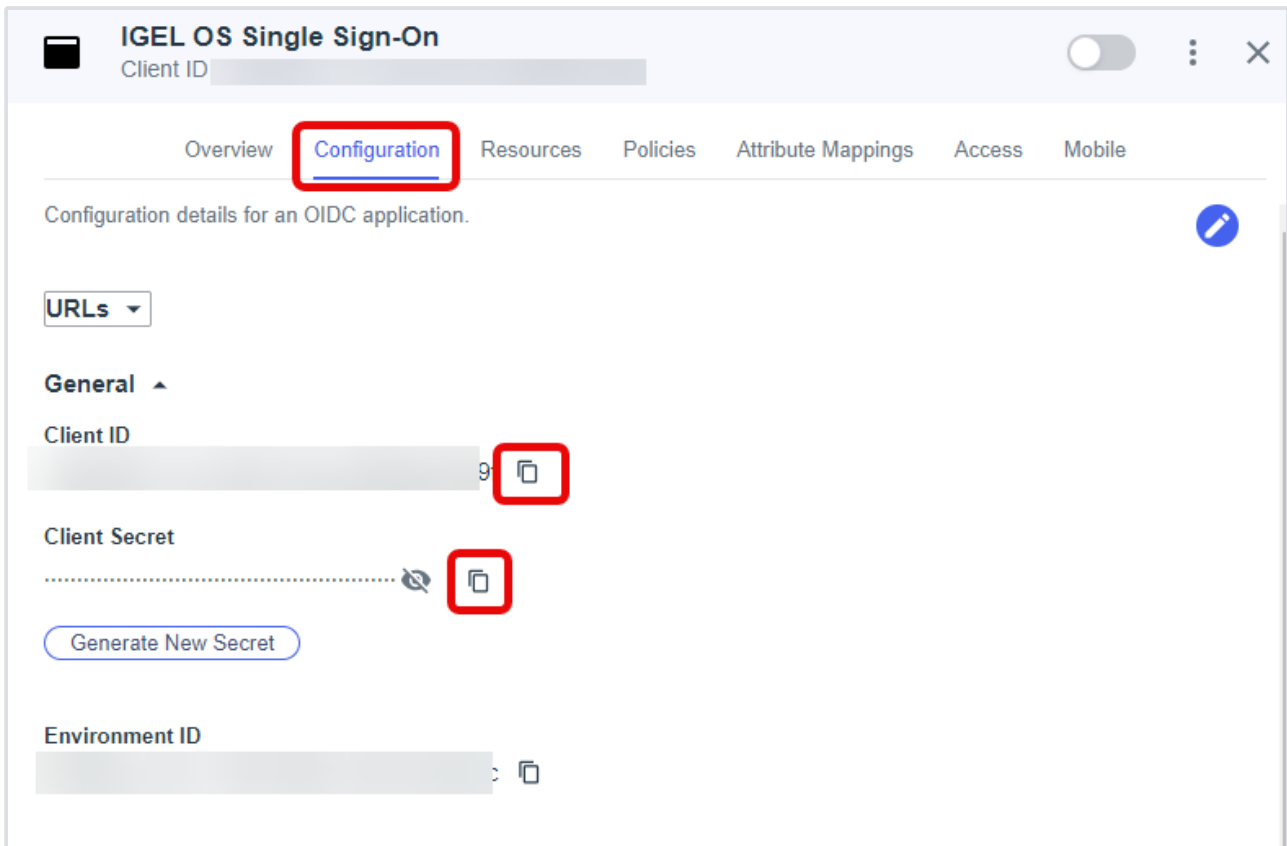 IGEL OS Single Sign-On
Client ID
Overview Configuration Resources Policies Attribute Mappings Access Mobile
Configuration details for an OIDC application.
URLs
General
Client ID
9
Client Secret
Generate New Secret
Environment ID
c